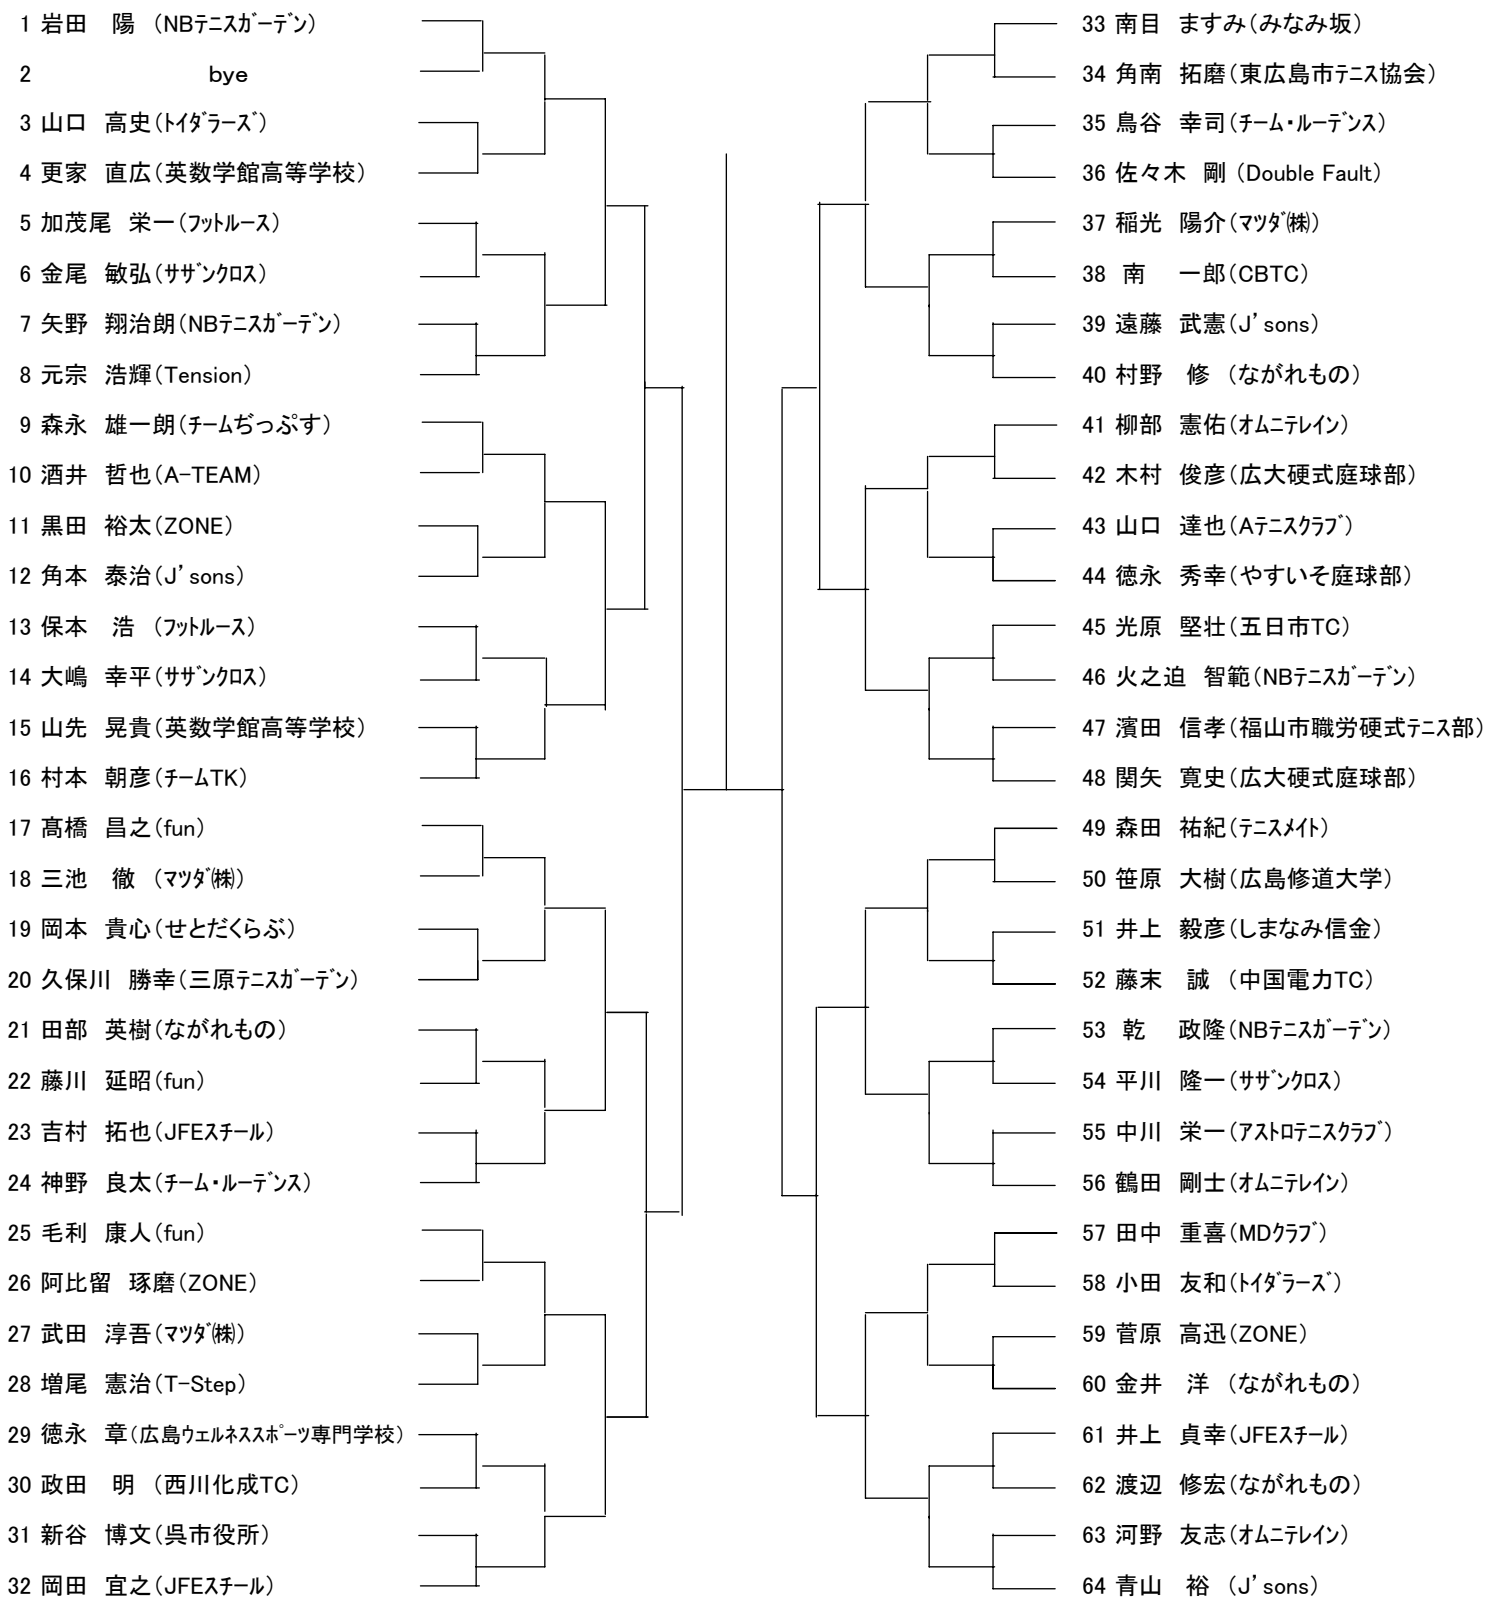 1 岩田　陽　（NBﾃﾆｽｶﾞｰﾃﾞﾝ）
2 bye
3 山口　高史（ﾄｲﾀﾞﾗｰｽﾞ）
4 更家　直広（英数学館高等学校）
5 加茂尾　栄一（ﾌｯﾄﾙｰｽ）
6 金尾　敏弘（ｻｻﾞﾝｸﾛｽ）
7 矢野　翔治朗（NBﾃﾆｽｶﾞｰﾃﾞﾝ）
8 元宗　浩輝（Tension）
9 森永　雄一朗（ﾁｰﾑぢっぷす）
10 酒井　哲也（A-TEAM）
11 黒田　裕太（ZONE）
12 角本　泰治（J’sons）
13 保本　浩　（ﾌｯﾄﾙｰｽ）
14 大嶋　幸平（ｻｻﾞﾝｸﾛｽ）
15 山先　晃貴（英数学館高等学校）
16 村本　朝彦（ﾁｰﾑTK）
17 髙橋　昌之（fun）
18 三池　徹　（ﾏﾂﾀﾞ㈱）
19 岡本　貴心（せとだくらぶ）
20 久保川　勝幸（三原ﾃﾆｽｶﾞｰﾃﾞﾝ）
21 田部　英樹（ながれもの）
22 藤川　延昭（fun）
23 吉村　拓也（JFEｽﾁｰﾙ）
24 神野　良太（ﾁｰﾑ･ﾙｰﾃﾞﾝｽ）
25 毛利　康人（fun）
26 阿比留　琢磨（ZONE）
27 武田　淳吾（ﾏﾂﾀﾞ㈱）
28 増尾　憲治（T-Step）
29 徳永　章（広島ｳｪﾙﾈｽｽﾎﾟｰﾂ専門学校）
30 政田　明　（西川化成TC）
31 新谷　博文（呉市役所）
32 岡田　宜之（JFEｽﾁｰﾙ）
33 南目　ますみ（みなみ坂）
34 角南　拓磨（東広島市ﾃﾆｽ協会）
35 鳥谷　幸司（ﾁｰﾑ･ﾙｰﾃﾞﾝｽ）
36 佐々木　剛　（Double Fault）
37 稲光　陽介（ﾏﾂﾀﾞ㈱）
38 南　一郎（CBTC）
39 遠藤　武憲（J’sons）
40 村野　修　（ながれもの）
41 柳部　憲佑（ｵﾑﾆﾃﾚｲﾝ）
42 木村　俊彦（広大硬式庭球部）
43 山口　達也（Aﾃﾆｽｸﾗﾌﾞ）
44 徳永　秀幸（やすいそ庭球部）
45 光原　堅壮（五日市TC）
46 火之迫　智範（NBﾃﾆｽｶﾞｰﾃﾞﾝ）
47 濱田　信孝（福山市職労硬式ﾃﾆｽ部）
48 関矢　寛史（広大硬式庭球部）
49 森田　祐紀（ﾃﾆｽﾒｲﾄ）
50 笹原　大樹（広島修道大学）
51 井上　毅彦（しまなみ信金）
52 藤末　誠　（中国電力TC）
53 乾　政隆（NBﾃﾆｽｶﾞｰﾃﾞﾝ）
54 平川　隆一（ｻｻﾞﾝｸﾛｽ）
55 中川　栄一（ｱｽﾄﾛﾃﾆｽｸﾗﾌﾞ）
56 鶴田　剛士（ｵﾑﾆﾃﾚｲﾝ）
57 田中　重喜（MDｸﾗﾌﾞ）
58 小田　友和（ﾄｲﾀﾞﾗｰｽﾞ）
59 菅原　高迅（ZONE）
60 金井　洋　（ながれもの）
61 井上　貞幸（JFEｽﾁｰﾙ）
62 渡辺　修宏（ながれもの）
63 河野　友志（ｵﾑﾆﾃﾚｲﾝ）
64 青山　裕　（J’sons）